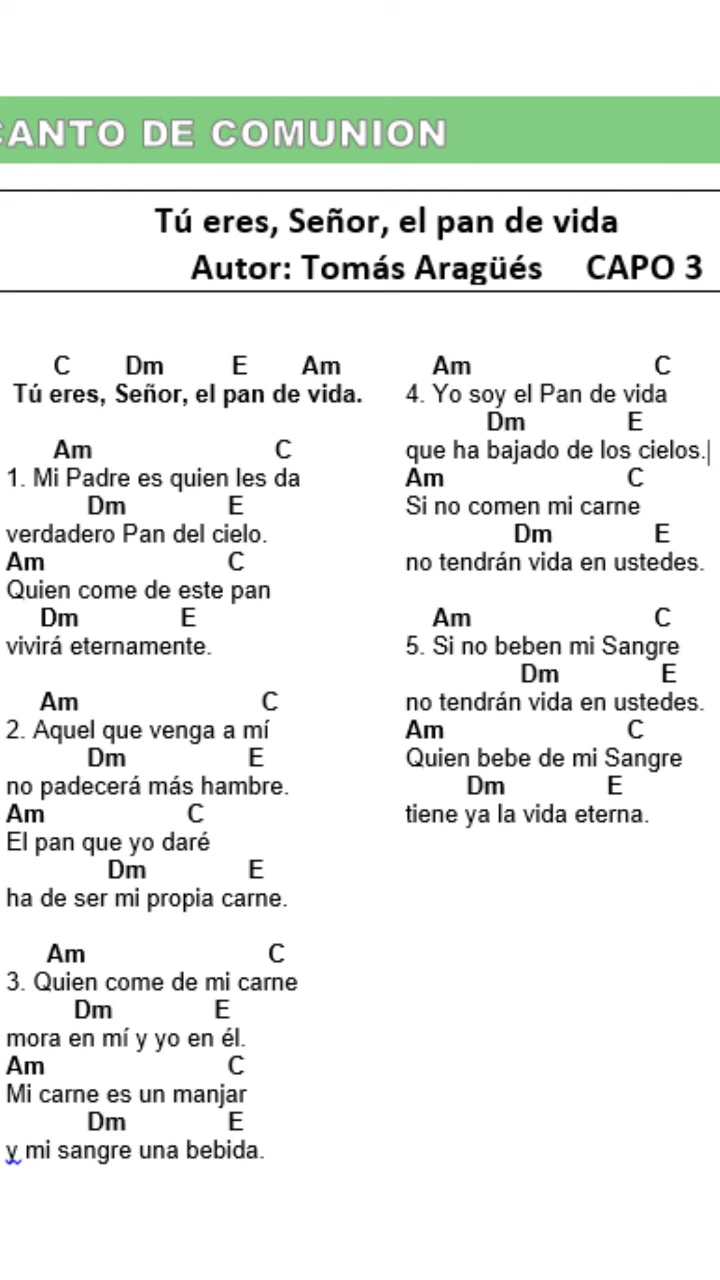 CANTO DE COMUNION
Tú eres, Señor, el pan de vida
Autor: Tomás Aragüés CAPO 3
C Dm E Am
Tú eres, Señor, el pan de vida.
Am C
1. Mi Padre es quien les da
Dm E
verdadero Pan del cielo.
Am C
Quien come de este pan
Dm E
vivirá eternamente.
Am C
2. Aquel que venga a mí
Dm E
no padecerá más hambre.
Am C
El pan que yo daré
Dm E
ha de ser mi propia carne.
Am C
3. Quien come de mi carne
Dm E
mora en mí y yo en él.
Am C
Mi carne es un manjar
Dm E
y mi sangre una bebida.
Am C
4. Yo soy el Pan de vida
Dm E
que ha bajado de los cielos.
Am C
Si no comen mi carne
Dm E
no tendrán vida en ustedes.
Am C
5. Si no beben mi Sangre
Dm E
no tendrán vida en ustedes.
Am C
Quien bebe de mi Sangre
Dm E
tiene ya la vida eterna.